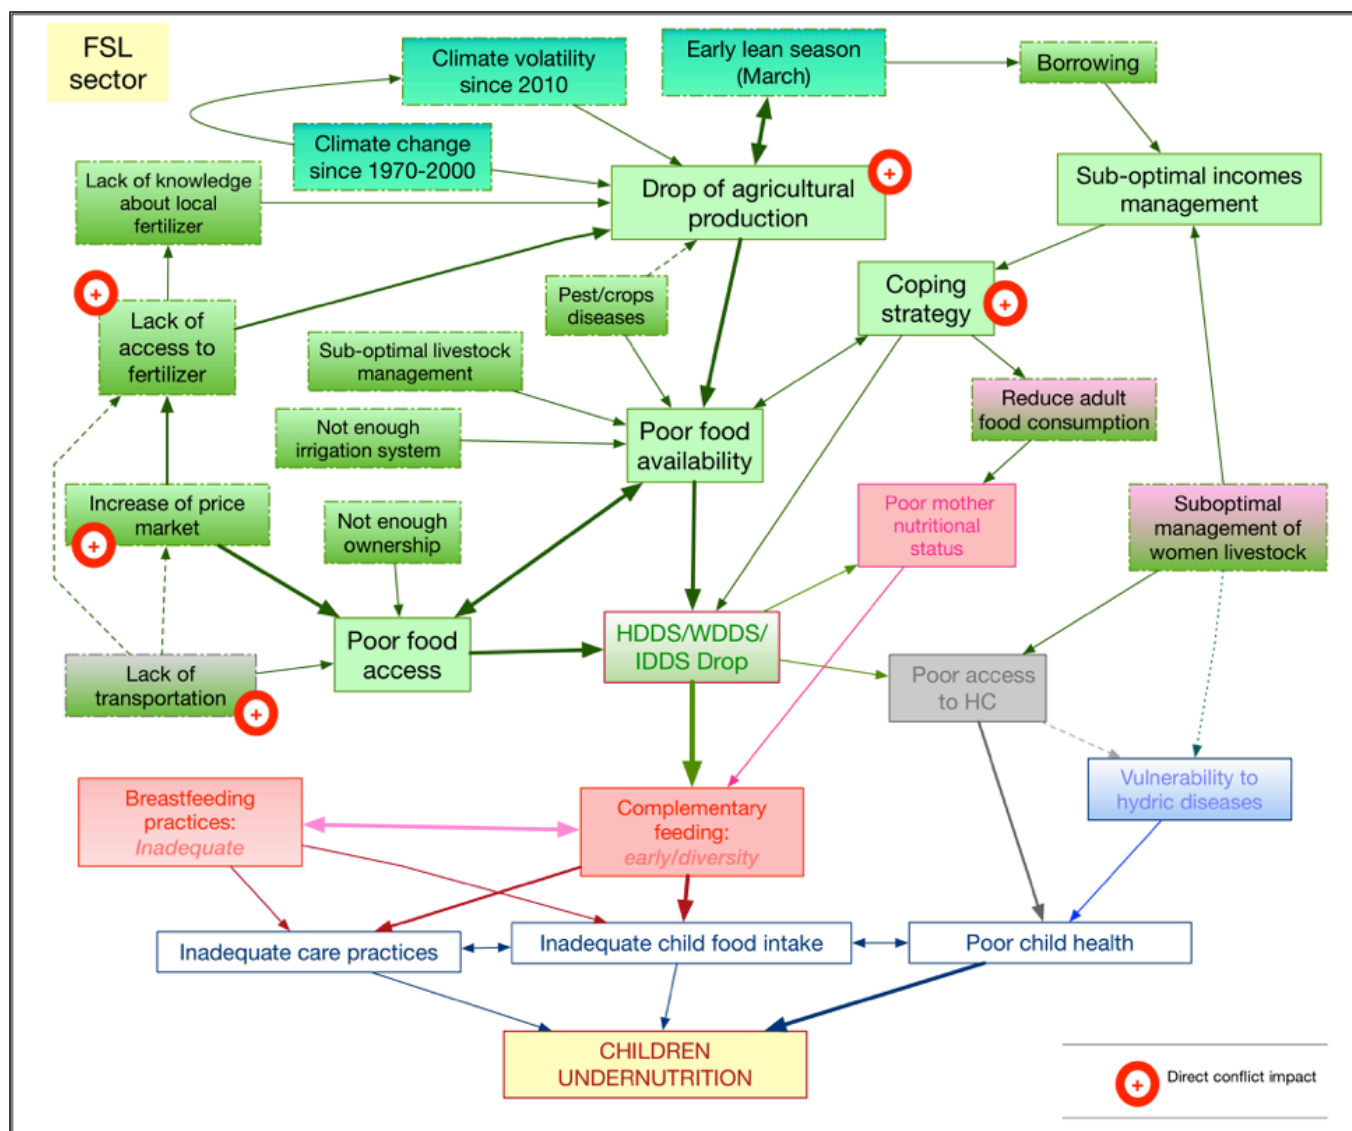 FSL
sector
Climate volatility
since 2010
Early lean season
(March)
Borrowing
Climate change
since 1970-2000
Lack of knowledge
about local
fertilizer
Drop of agricultural
production
Sub-optimal incomes
management
Lack of
access to
fertilizer
Pest/crops
diseases
Coping
strategy
Sub-optimal livestock
management
Reduce adult
food consumption
Not enough
irrigation system
Poor food
availability
Increase of price
market
Not enough
ownership
Poor mother
nutritional
status
Suboptimal
management of
women livestock
Poor food
access
HDDS/WDDS/
IDDS Drop
Lack of
transportation
Poor access
to HC
Vulnerability to
hydric diseases
Breastfeeding
practices:
Inadequate
Complementary
feeding:
early/diversity
Inadequate care practices
Inadequate child food intake
Poor child health
CHILDREN
UNDERNUTRITION
Direct conflict impact